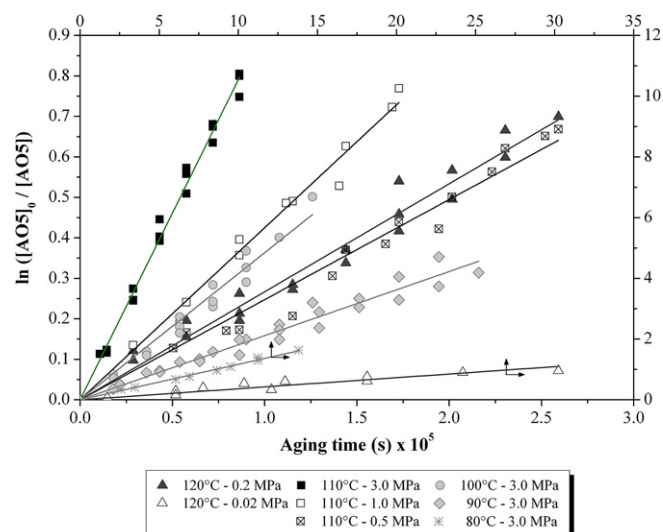 0 5 10 15 20 25 30
0.9 12
0.8
0.7 10
0.6 8
0.5
0.4 6
0.3 4
0.2
0.1 2
0.0 0
ln ([AO5]0 / [AO5])
0.0 0.5 1.0 1.5 2.0 2.5 3.0
Aging time (s) x 10⁵
120°C - 0.2 MPa 110°C - 3.0 MPa 100°C - 3.0 MPa
120°C - 0.02 MPa 110°C - 1.0 MPa 90°C - 3.0 MPa
110°C - 0.5 MPa 80°C - 3.0 MPa